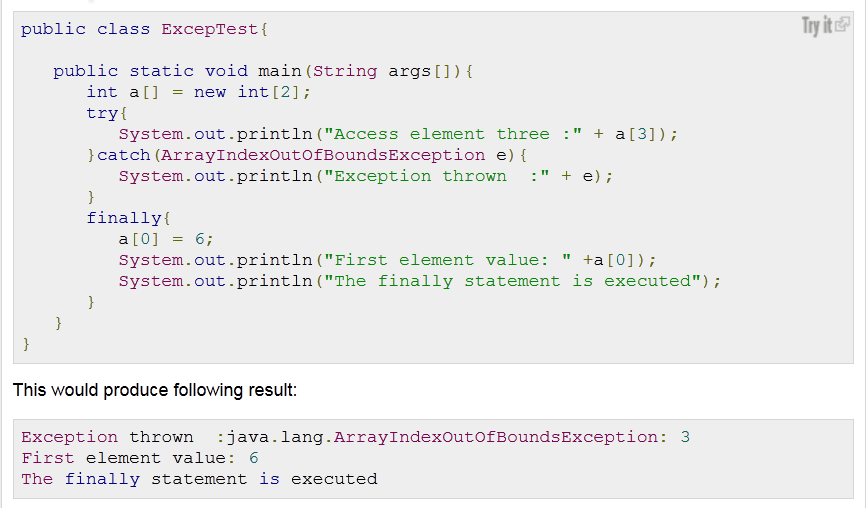 public class ExcepTest{
Try it
public static void main(String args[]){
int a[] = new int[2];
try{
System.out.println("Access element three :" + a[3]);
}catch(ArrayIndexOutOfBoundsException e){
System.out.println("Exception thrown  :" + e);
}
finally{
a[0] = 6;
System.out.println("First element value: " +a[0]);
System.out.println("The finally statement is executed");
}
}
}
This would produce following result:
Exception thrown  :java.lang.ArrayIndexOutOfBoundsException: 3
First element value: 6
The finally statement is executed